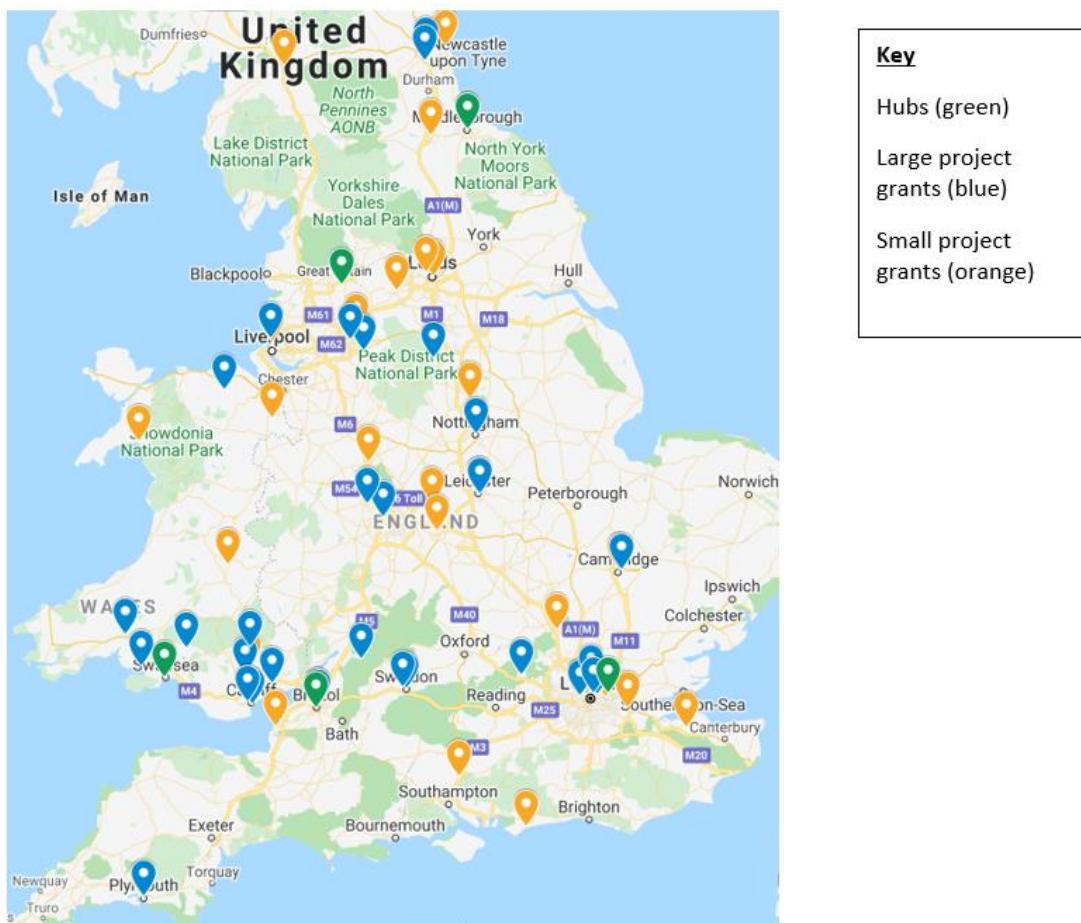 United
Kingdom
Dumfries
Newcastle
upon Tyne
Durham
North
Pennines
AONB
Lake District
National Park
North York
Moors
National Park
Isle of Man
Yorkshire
Dales
National Park
A1(M)
York
Blackpool
Hull
M61
M1
M18
M62
Liverpool
Peak District
National Park
Chester
M6
National Park
M54
6 Toll
Peterborough
Norwich
Ipswich
Colchester
M5
M40
Oxford
A1(M)
M11
M4
Reading
M25
Bath
Canterbury
M3
M20
Southampton
Brighton
Bournemouth
Exeter
Torquay
Newquay
Truro
Key
Hubs (green)
Large project
grants (blue)
Small project
grants (orange)